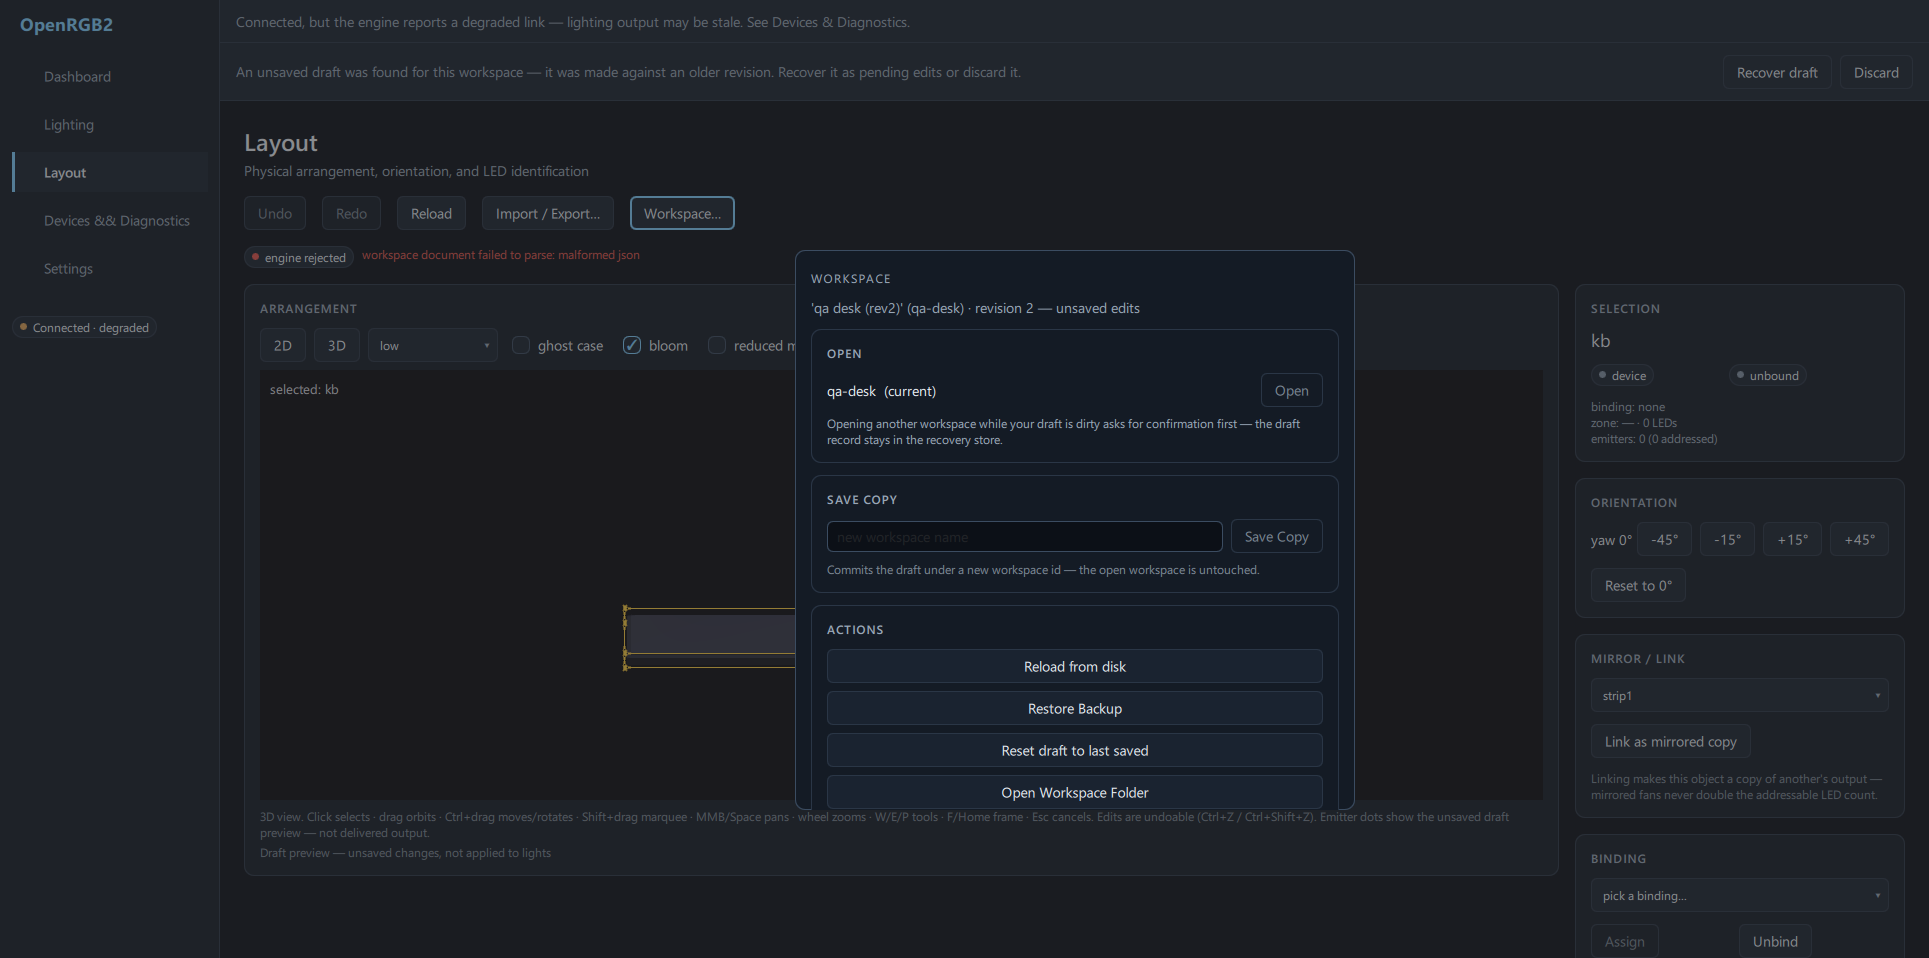 OpenRGB2
Dashboard
Lighting
Layout
Devices && Diagnostics
Settings
Connected · degraded
Connected, but the engine reports a degraded link — lighting output may be stale. See Devices & Diagnostics.
An unsaved draft was found for this workspace — it was made against an older revision. Recover it as pending edits or discard it.
Recover draft
Discard
Layout
Physical arrangement, orientation, and LED identification
Undo
Redo
Reload
Import / Export...
Workspace...
engine rejected
workspace document failed to parse: malformed json
ARRANGEMENT
2D
3D
low
ghost case
bloom
reduced m
selected: kb
3D view. Click selects · drag orbits · Ctrl+drag moves/rotates · Shift+drag marquee · MMB/Space pans · wheel zooms · W/E/P tools · F/Home frame · Esc cancels. Edits are undoable (Ctrl+Z / Ctrl+Shift+Z). Emitter dots show the unsaved draft
preview — not delivered output.
Draft preview — unsaved changes, not applied to lights
WORKSPACE
'qa desk (rev2)' (qa-desk) · revision 2 — unsaved edits
OPEN
qa-desk (current)
Open
Opening another workspace while your draft is dirty asks for confirmation first — the draft
record stays in the recovery store.
SAVE COPY
new workspace name
Save Copy
Commits the draft under a new workspace id — the open workspace is untouched.
ACTIONS
Reload from disk
Restore Backup
Reset draft to last saved
Open Workspace Folder
SELECTION
kb
device
unbound
binding: none
zone: — · 0 LEDs
emitters: 0 (0 addressed)
ORIENTATION
yaw 0°
-45°
-15°
+15°
+45°
Reset to 0°
MIRROR / LINK
strip1
Link as mirrored copy
Linking makes this object a copy of another's output —
mirrored fans never double the addressable LED count.
BINDING
pick a binding...
Assign
Unbind